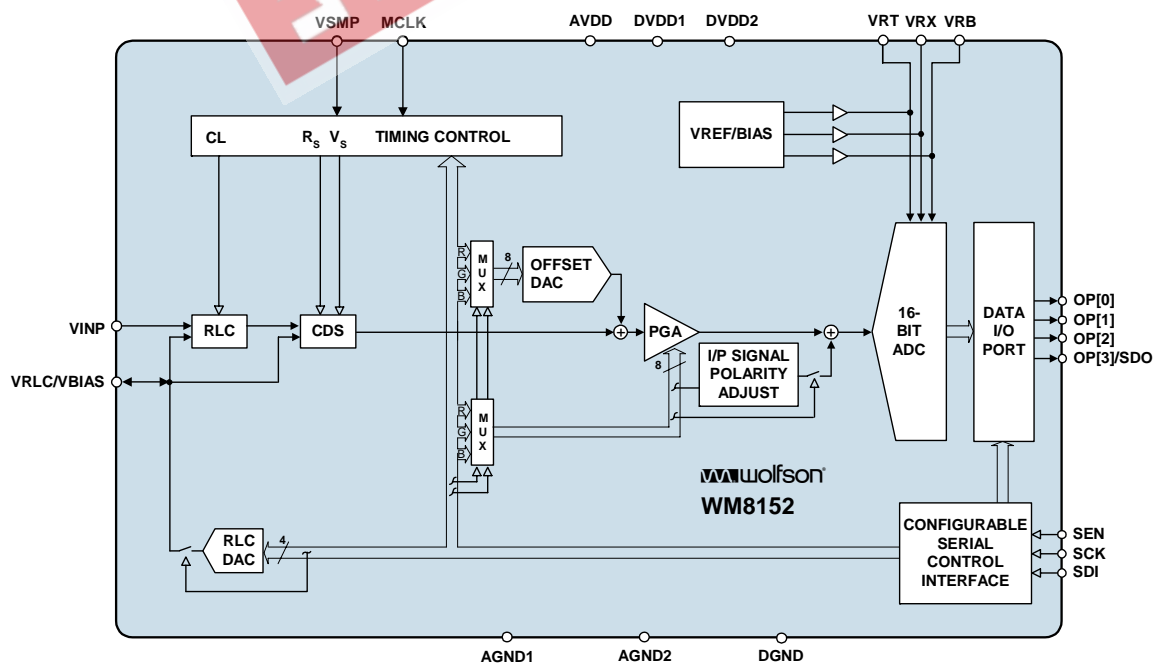 VSMP MCLK AVDD DVDD1 DVDD2 VRT VRX VRB
CL RS VS TIMING CONTROL
VREF/BIAS
R
G
B
MUX
8
OFFSET
DAC
VINP
RLC
CDS
PGA
8
I/P SIGNAL
POLARITY
ADJUST
16-
BIT
ADC
DATA
I/O
PORT
OP[0]
OP[1]
OP[2]
OP[3]/SDO
VRLC/VBIAS
R
G
B
MUX
wolfson
WM8152
RLC
DAC
4
CONFIGURABLE
SERIAL
CONTROL
INTERFACE
SEN
SCK
SDI
AGND1 AGND2 DGND